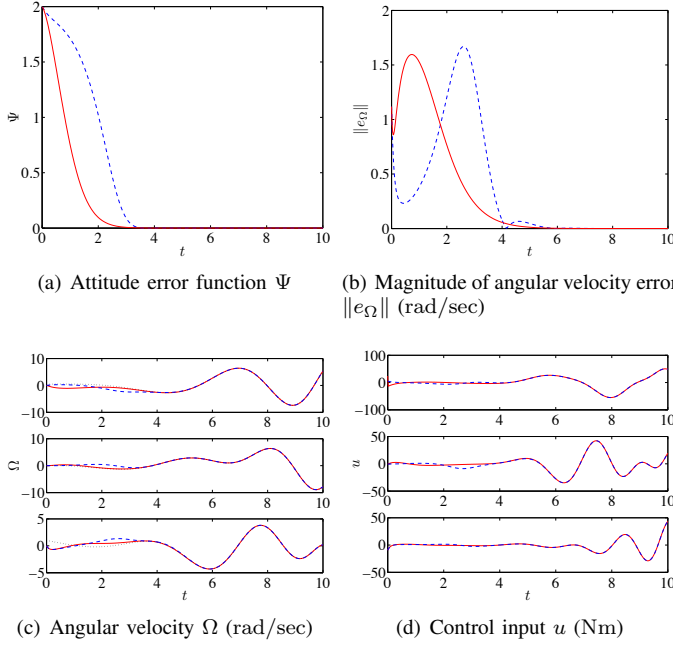 2
1.5
1
0.5
0
0 2 4 6 8 10
Ψ
t
(a) Attitude error function Ψ
2
1.5
1
0.5
0
0 2 4 6 8 10
‖eΩ‖
t
(b) Magnitude of angular velocity error
‖eΩ‖ (rad/sec)
10
0
−10
0 2 4 6 8 10
10
0
−10
0 2 4 6 8 10
Ω
5
0
−5
0 2 4 6 8 10
t
(c) Angular velocity Ω (rad/sec)
100
0
−100
0 2 4 6 8 10
50
0
−50
0 2 4 6 8 10
u
50
0
−50
0 2 4 6 8 10
t
(d) Control input u (Nm)